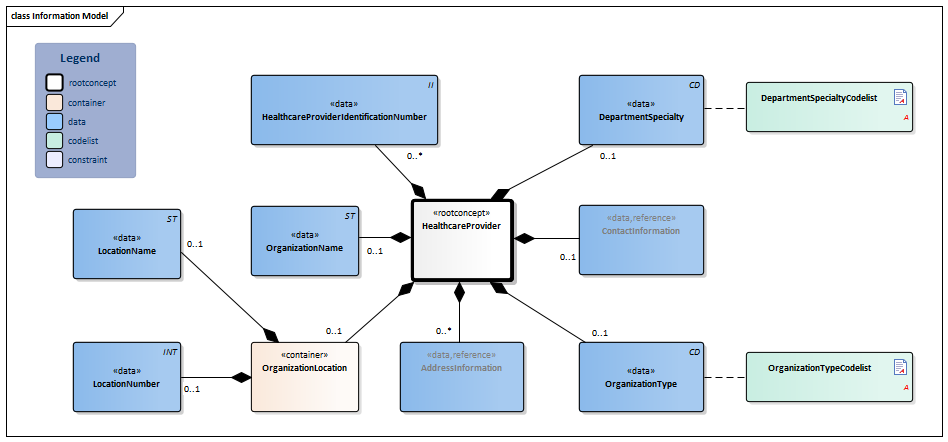 class Information Model
Legend
rootconcept
container
data
codelist
constraint
II
«data»
HealthcareProviderIdentificationNumber
0..*
CD
«data»
DepartmentSpecialty
0..1
DepartmentSpecialtyCodelist
A
ST
«data»
LocationName
0..1
ST
«data»
OrganizationName
0..1
«rootconcept»
HealthcareProvider
«data,reference»
ContactInformation
0..1
INT
«data»
LocationNumber
0..1
0..1
«container»
OrganizationLocation
0..*
«data,reference»
AddressInformation
0..1
CD
«data»
OrganizationType
OrganizationTypeCodelist
A